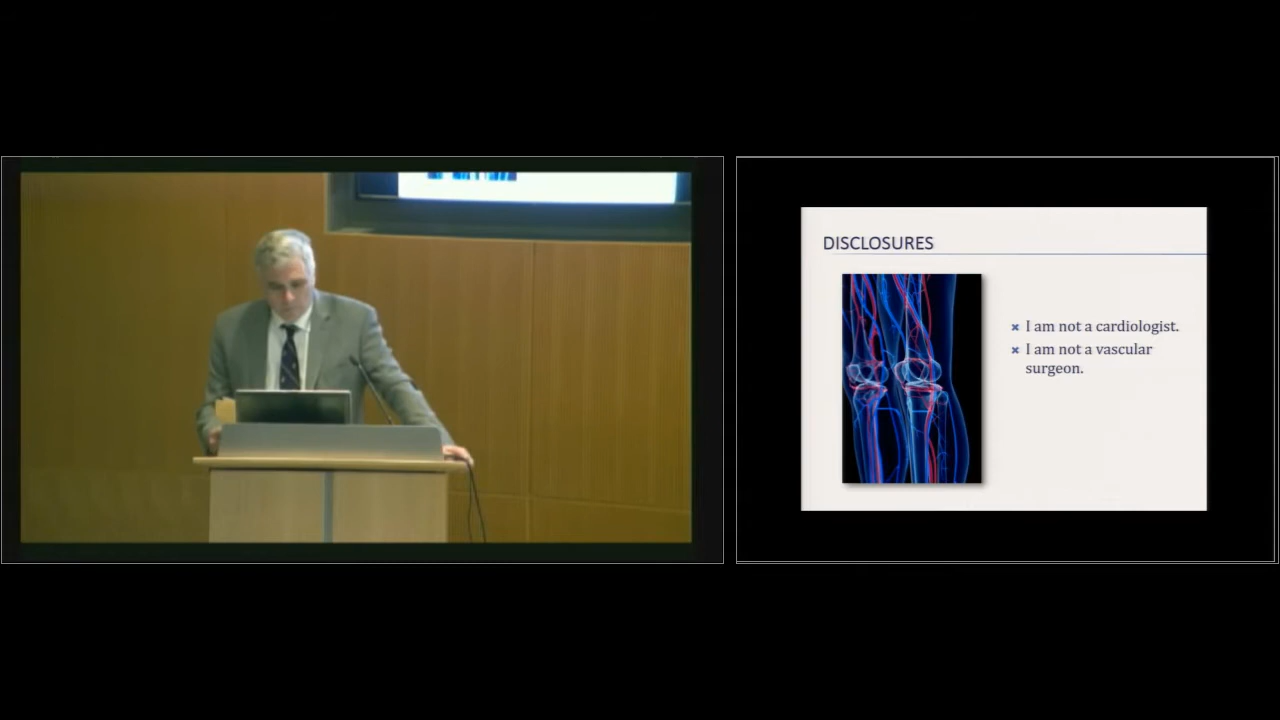 DISCLOSURES
I am not a cardiologist.
I am not a vascular
surgeon.